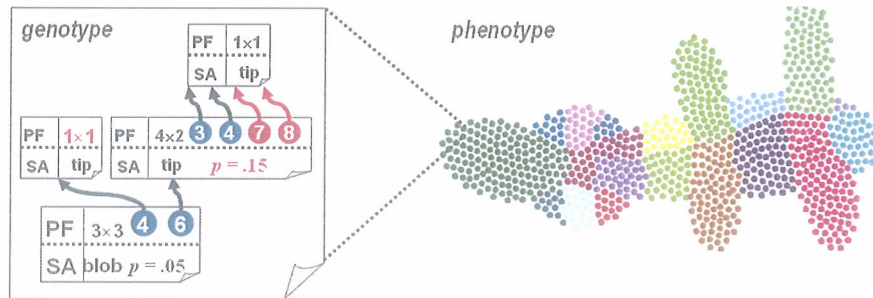 genotype
phenotype
PF 1×1
SA tip
PF 1×1
SA tip
PF 4×2 3 4 7 8
SA tip p = .15
PF 3×3 4 6
SA blob p = .05